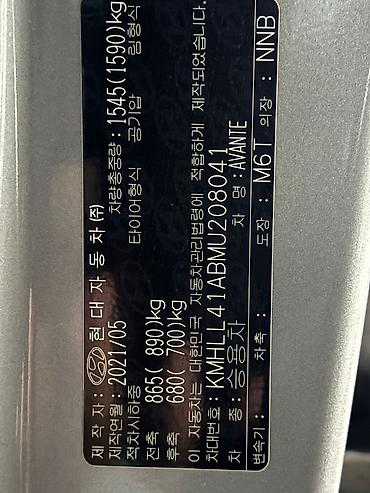 제 작 자 : 현 대 자 동 차 (주)
제작연월 : 2021/05 차량총중량 : 1545(1590)kg
적차시하중 타이어형식 공기압 림형식
전축 865( 890)kg
후축 680( 700)kg
이 자동차는 대한민국 자동차관리법령에 적합하게 제작되었습니다.
차대번호 : KMHLL41ABMU208041
차 종 : 승용차 차 명 : AVANTE
변속기 : 차축 : 도장 : M6T 의장 : NNB